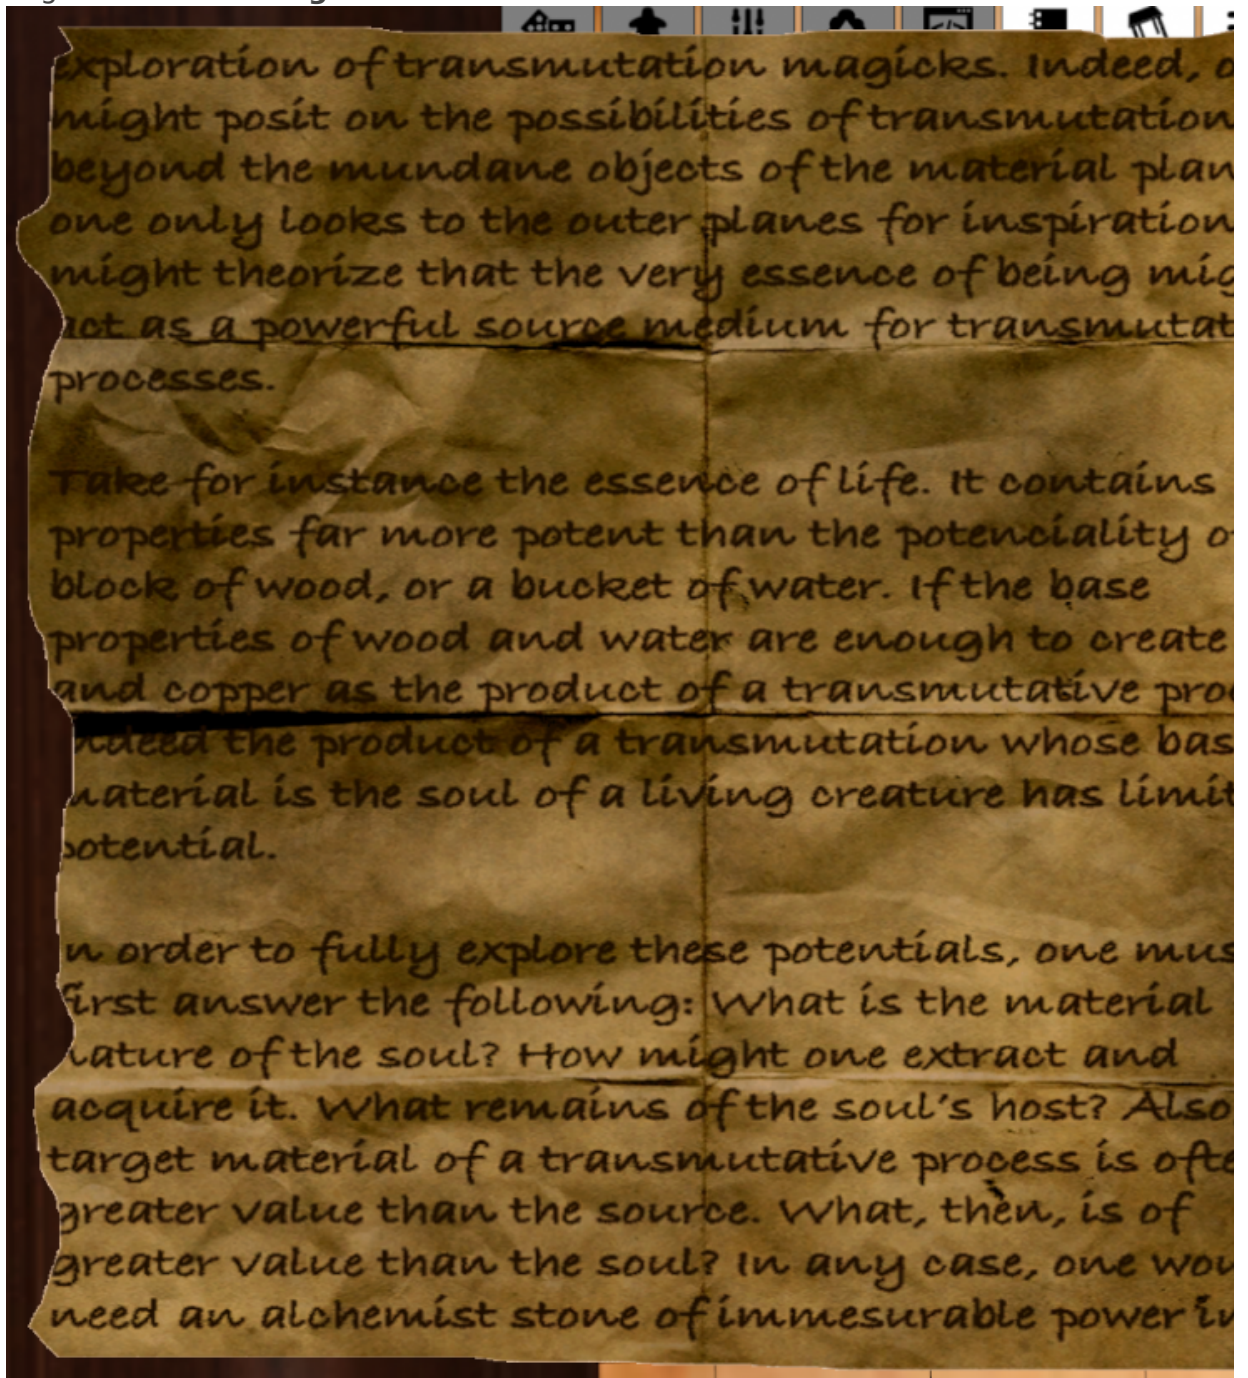 exploration of transmutation magicks. Indeed, o
might posit on the possibilities of transmutation
beyond the mundane objects of the material plan
one only looks to the outer planes for inspiration
might theorize that the very essence of being mig
act as a powerful source medium for transmutat
processes.
Take for instance the essence of life. It contains
properties far more potent than the potenciality o
block of wood, or a bucket of water. If the base
properties of wood and water are enough to create
and copper as the product of a transmutative pro
indeed the product of a transmutation whose bas
material is the soul of a living creature has limit
potential.
In order to fully explore these potentials, one mus
first answer the following: What is the material
nature of the soul? How might one extract and
acquire it. What remains of the soul's host? Also
target material of a transmutative process is ofte
greater value than the source. What, then, is of
greater value than the soul? In any case, one wou
need an alchemist stone of immesurable power in